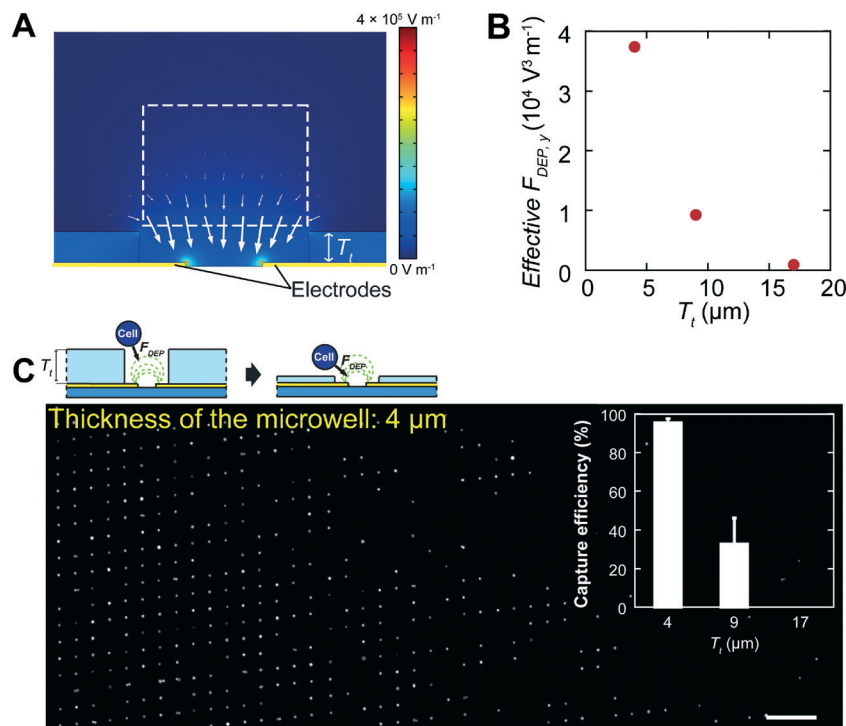 A
4 × 10⁵ V m⁻¹
T_t
0 V m⁻¹
Electrodes
B
Effective F_DEP, y (10⁴ V³ m⁻¹)
4
3
2
1
0
0 5 10 15 20
T_t (μm)
C
Cell
F_DEP
T_t
Cell
F_DEP
Thickness of the microwell: 4 μm
Capture efficiency (%)
100
80
60
40
20
0
4 9 17
T_t (μm)